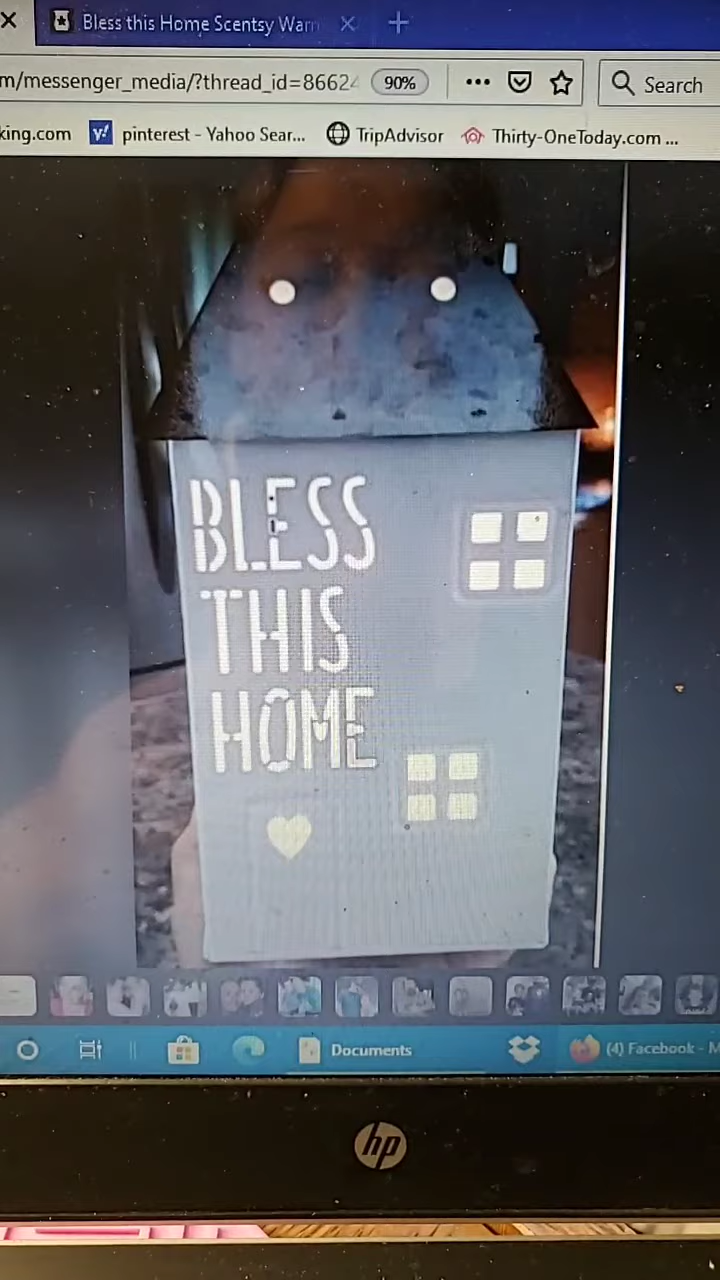 Bless this Home Scentsy Warm
m/messenger_media/?thread_id=86624 90% Search
king.com pinterest - Yahoo Sear... TripAdvisor Thirty-OneToday.com ...
BLESS
THIS
HOME
Documents (4) Facebook - M
hp